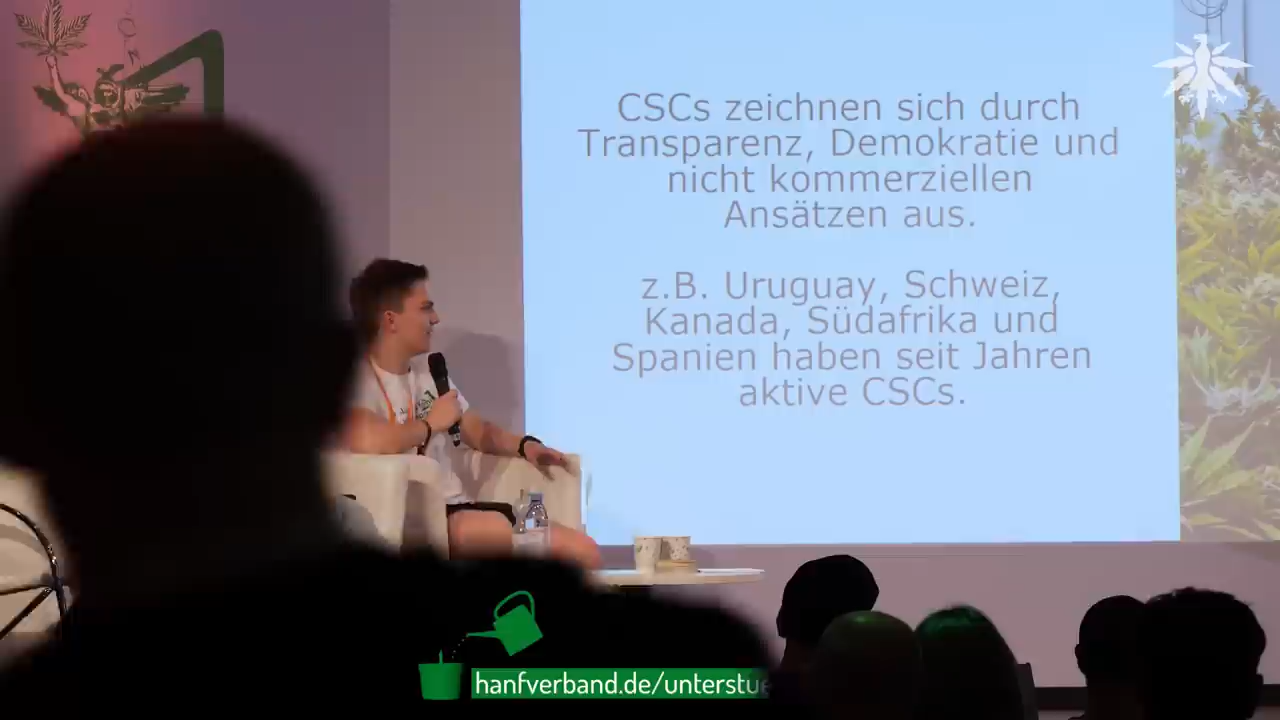 CSCs zeichnen sich durch
Transparenz, Demokratie und
nicht kommerziellen
Ansätzen aus.
z.B. Uruguay, Schweiz,
Kanada, Südafrika und
Spanien haben seit Jahren
aktive CSCs.
hanfverband.de/unterstue